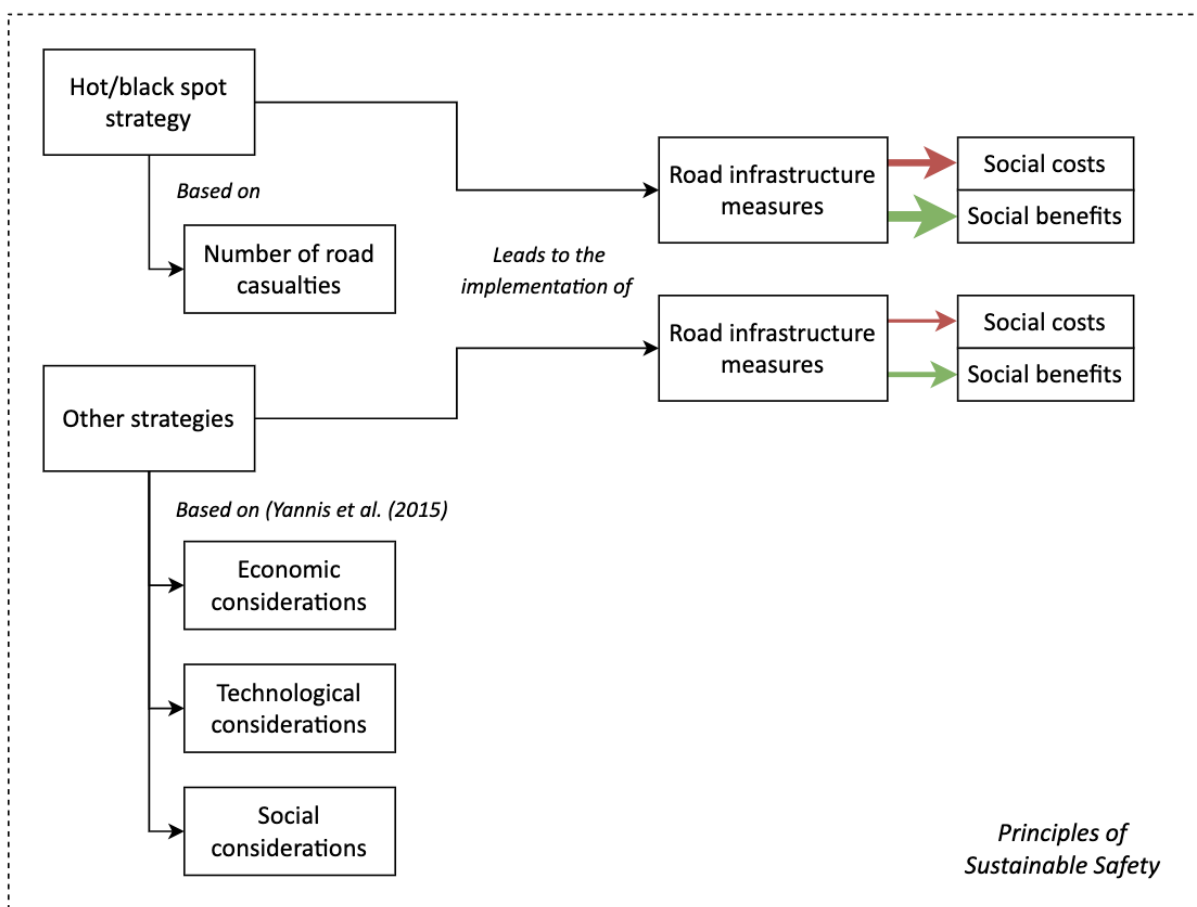 Hot/black spot
strategy
Based on
Number of road
casualties
Road infrastructure
measures
Social costs
Social benefits
Leads to the
implementation of
Road infrastructure
measures
Social costs
Social benefits
Other strategies
Based on (Yannis et al. (2015)
Economic
considerations
Technological
considerations
Social
considerations
Principles of
Sustainable Safety